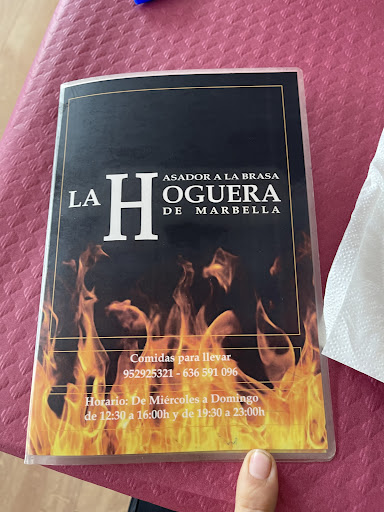 ASADOR A LA BRASA
LA HOGUERA
DE MARBELLA
Comidas para llevar
952925321 - 636 591 096
Horario: De Miércoles a Domingo
de 12:30 a 16:00h y de 19:30 a 23:00h